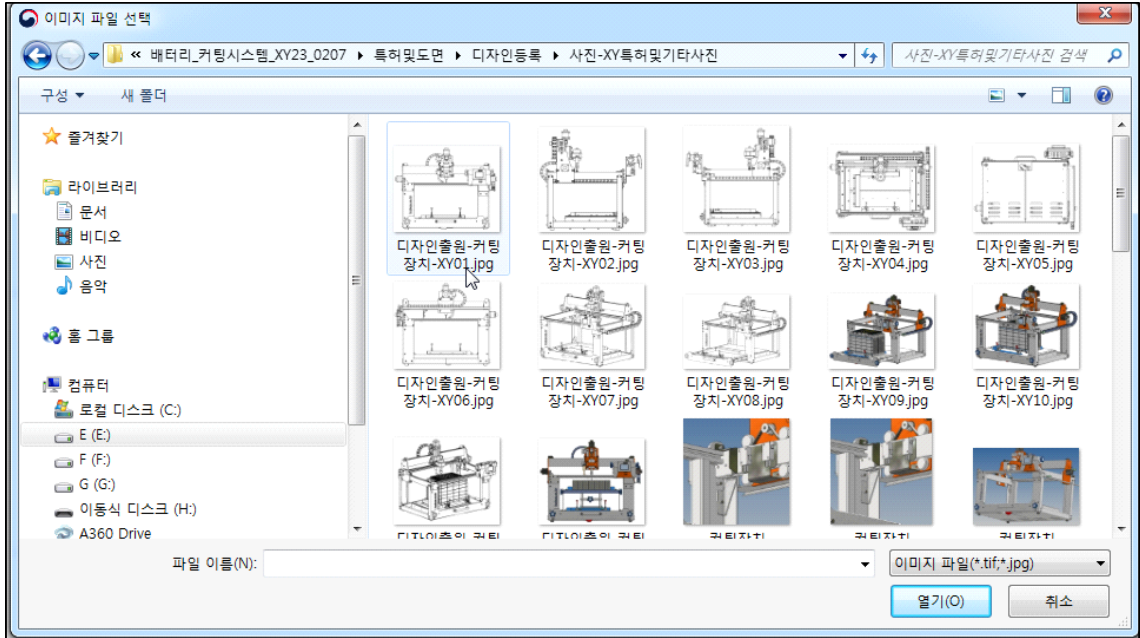 이미지 파일 선택
« 배터리_커팅시스템_XY23_0207 ▸ 특허및도면 ▸ 디자인등록 ▸ 사진-XY특허및기타사진
사진-XY특허및기타사진 검색
구성 ▼ 새 폴더
즐겨찾기
라이브러리
문서
비디오
사진
음악
홈 그룹
컴퓨터
로컬 디스크 (C:)
E (E:)
F (F:)
G (G:)
이동식 디스크 (H:)
A360 Drive
디자인출원-커팅
장치-XY01.jpg
디자인출원-커팅
장치-XY02.jpg
디자인출원-커팅
장치-XY03.jpg
디자인출원-커팅
장치-XY04.jpg
디자인출원-커팅
장치-XY05.jpg
디자인출원-커팅
장치-XY06.jpg
디자인출원-커팅
장치-XY07.jpg
디자인출원-커팅
장치-XY08.jpg
디자인출원-커팅
장치-XY09.jpg
디자인출원-커팅
장치-XY10.jpg
파일 이름(N):
이미지 파일(*.tif;*.jpg)
열기(O)
취소